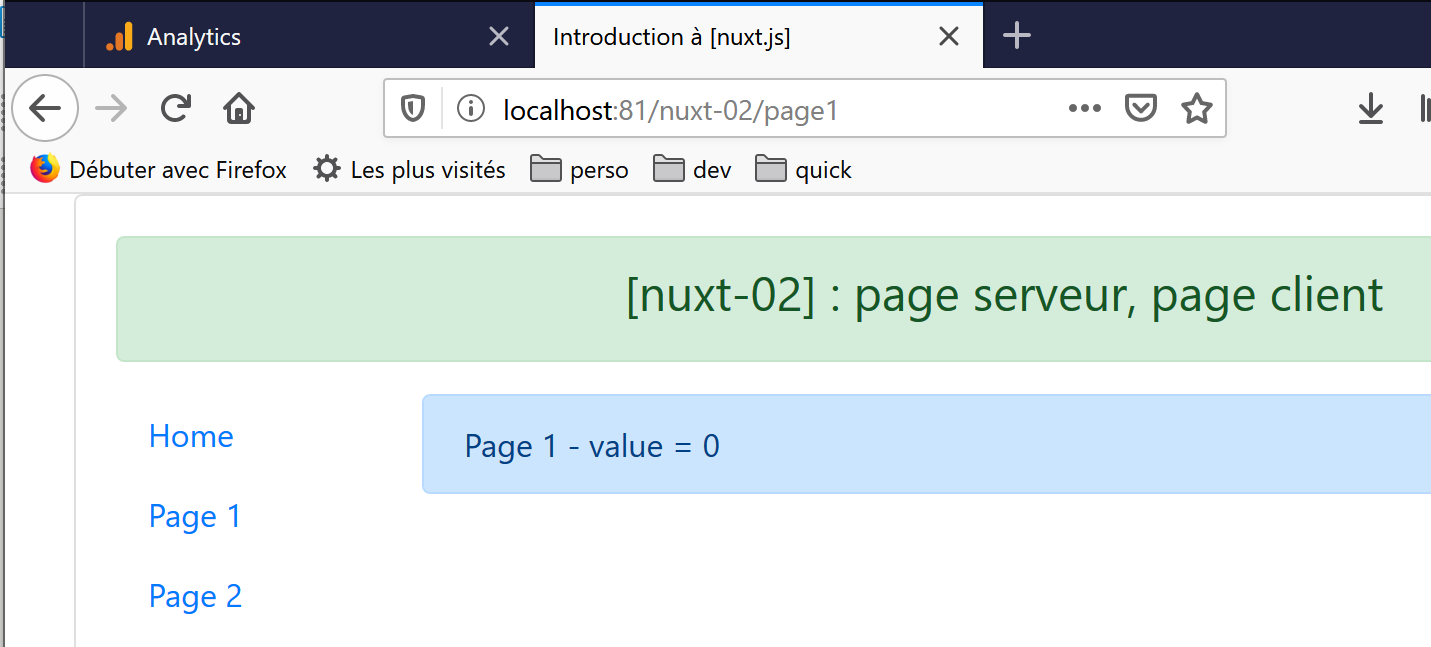 Analytics
Introduction à [nuxt.js]
localhost:81/nuxt-02/page1
Débuter avec Firefox Les plus visités perso dev quick
[nuxt-02] : page serveur, page client
Home
Page 1 - value = 0
Page 1
Page 2